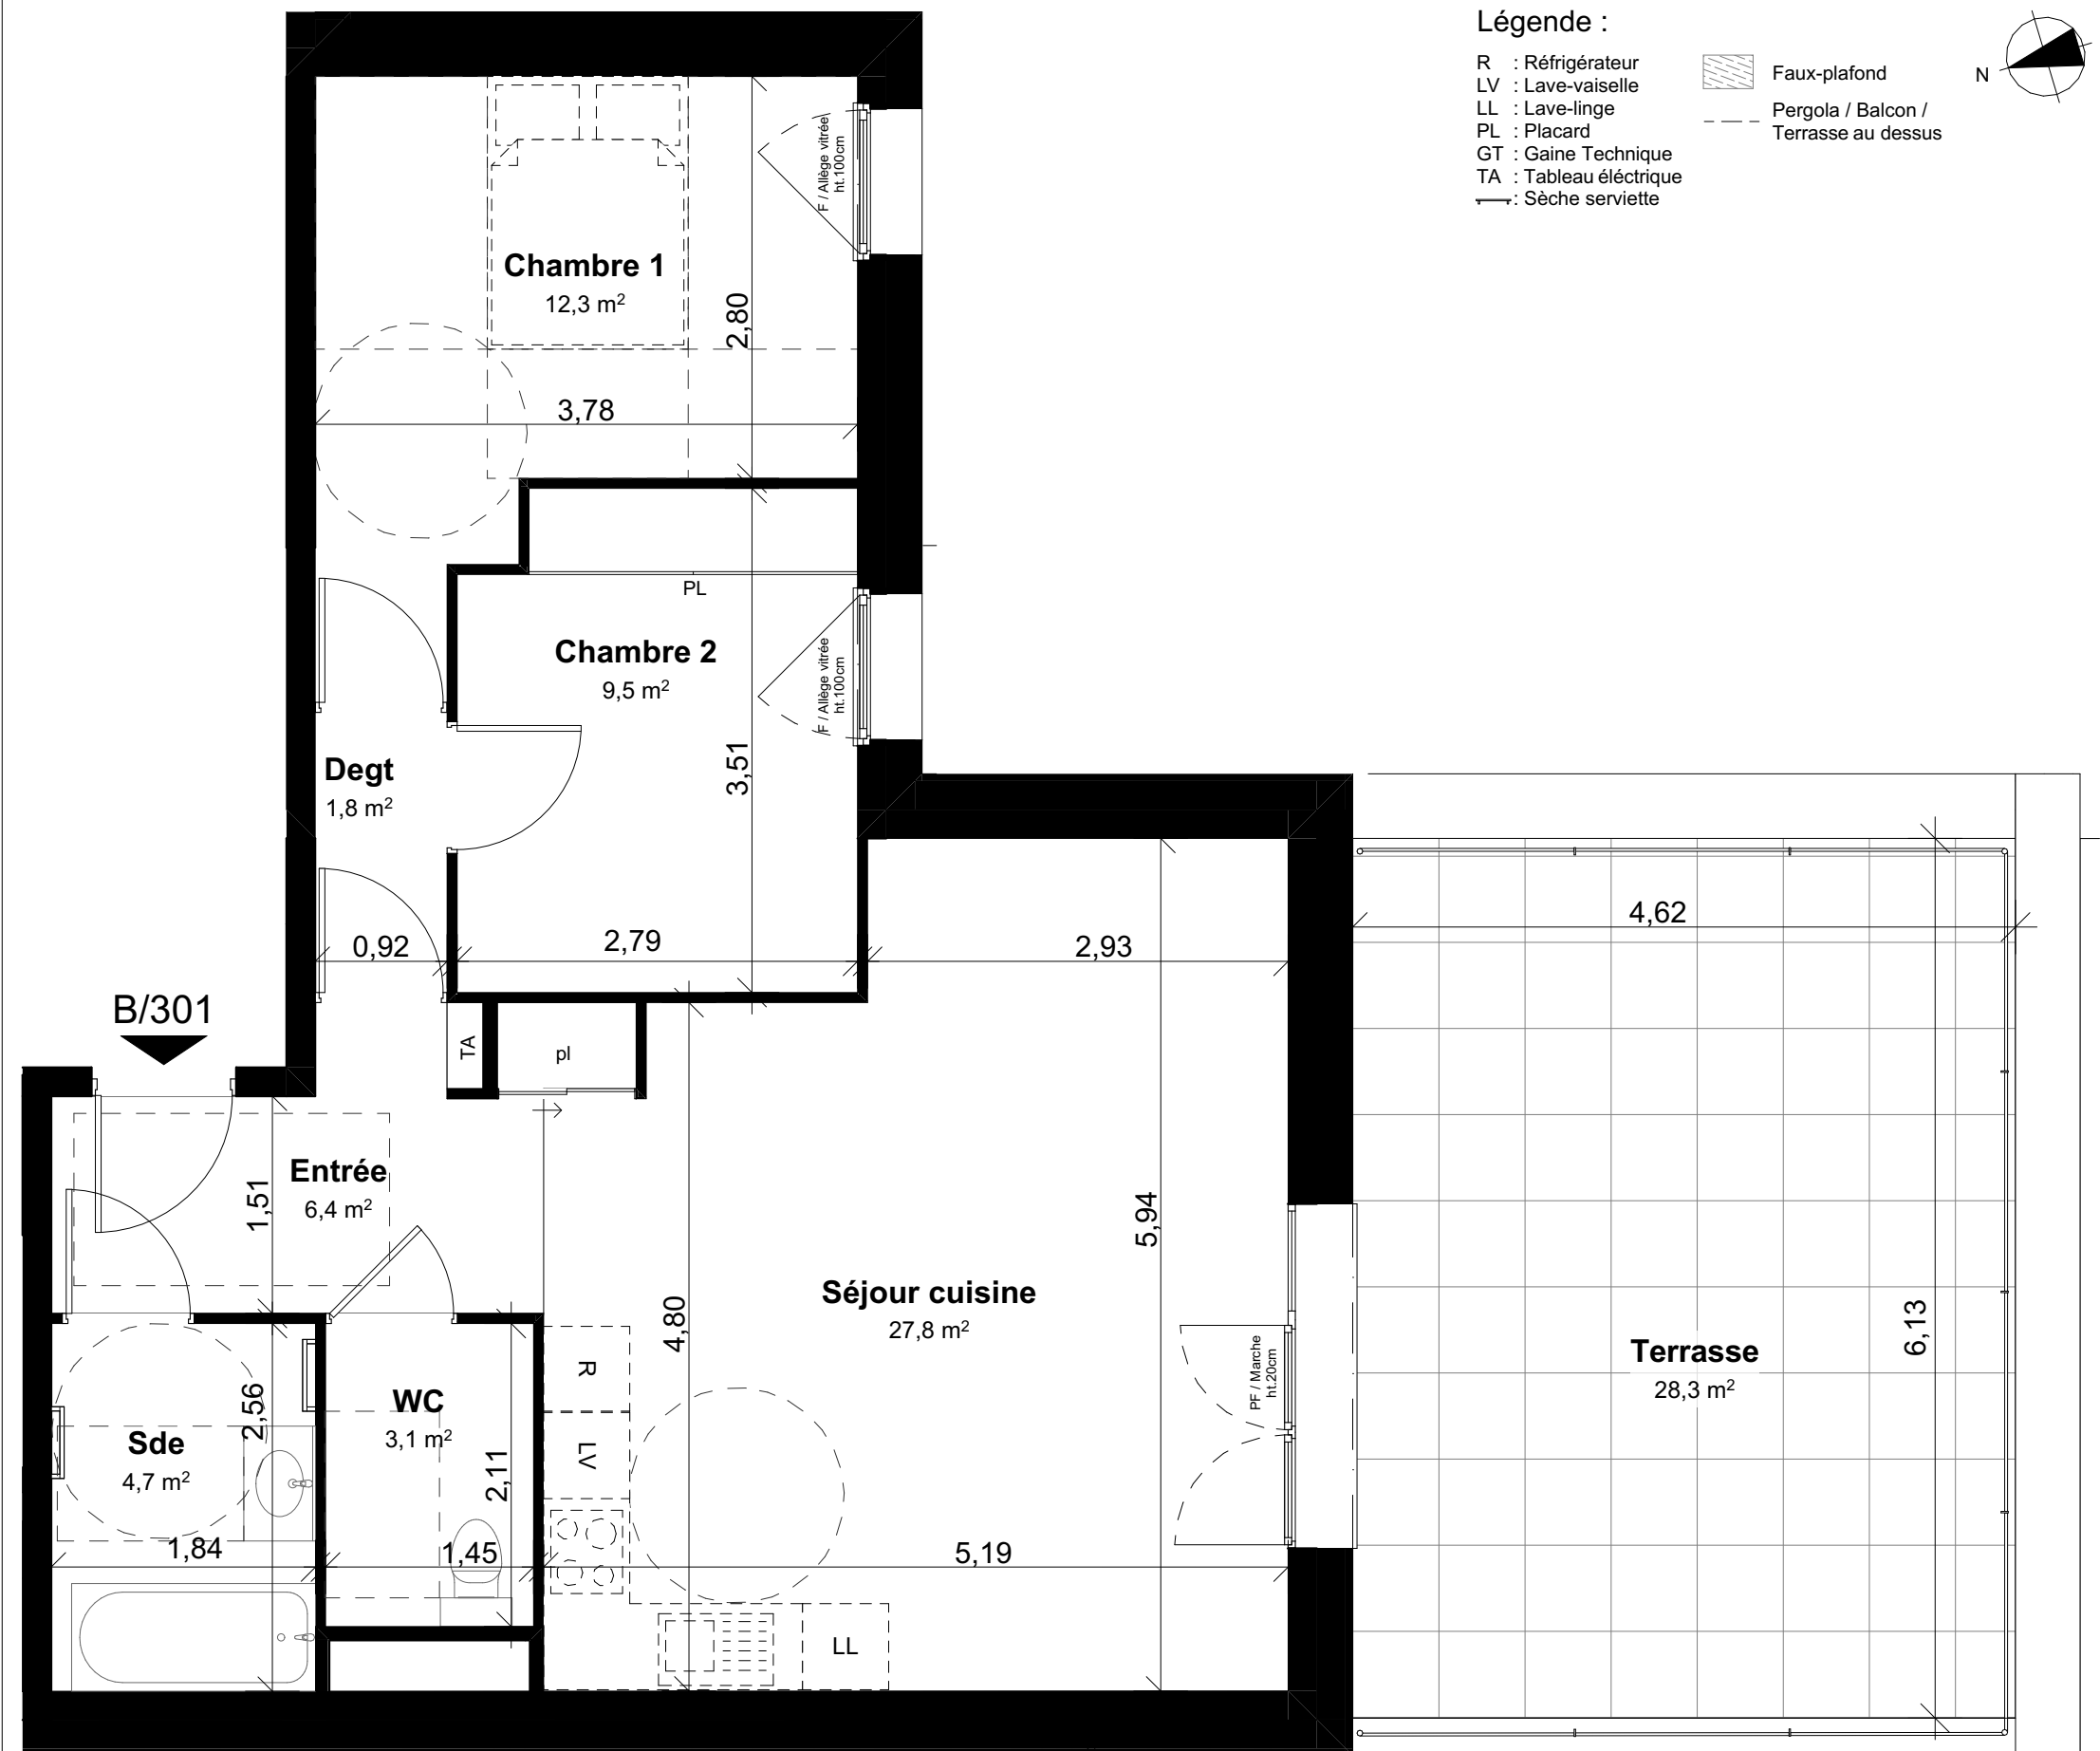 Légende :
R : Réfrigérateur
LV : Lave-vaiselle
LL : Lave-linge
PL : Placard
GT : Gaine Technique
TA : Tableau éléctrique
: Sèche serviette
Faux-plafond
Pergola / Balcon /
Terrasse au dessus
N
F / Allège vitrée
ht.100cm
Chambre 1
12,3 m²
2,80
3,78
PL
Chambre 2
9,5 m²
F / Allège vitrée
ht.100cm
3,51
Degt
1,8 m²
0,92
2,79
2,93
4,62
B/301
TA
pl
Entrée
6,4 m²
1,51
5,94
4,80
Séjour cuisine
27,8 m²
PF / Marche
ht.20cm
6,13
Terrasse
28,3 m²
R
LV
WC
3,1 m²
2,56
2,11
Sde
4,7 m²
1,84
1,45
5,19
LL